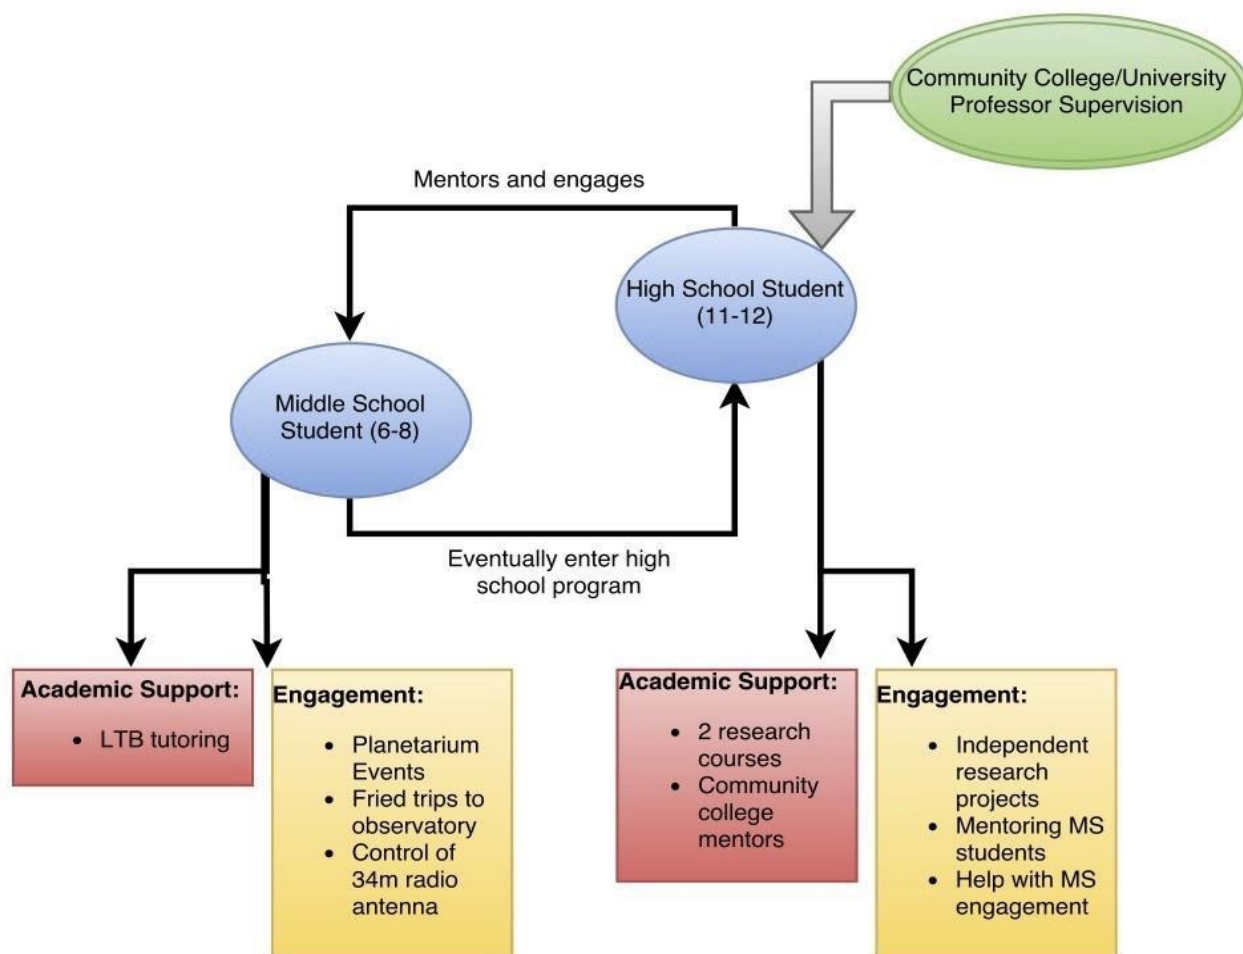 Community College/University
Professor Supervision
Mentors and engages
High School Student
(11-12)
Middle School
Student (6-8)
Eventually enter high
school program
Academic Support:
• LTB tutoring
Engagement:
• Planetarium
Events
• Fried trips to
observatory
• Control of
34m radio
antenna
Academic Support:
• 2 research
courses
• Community
college
mentors
Engagement:
• Independent
research
projects
• Mentoring MS
students
• Help with MS
engagement